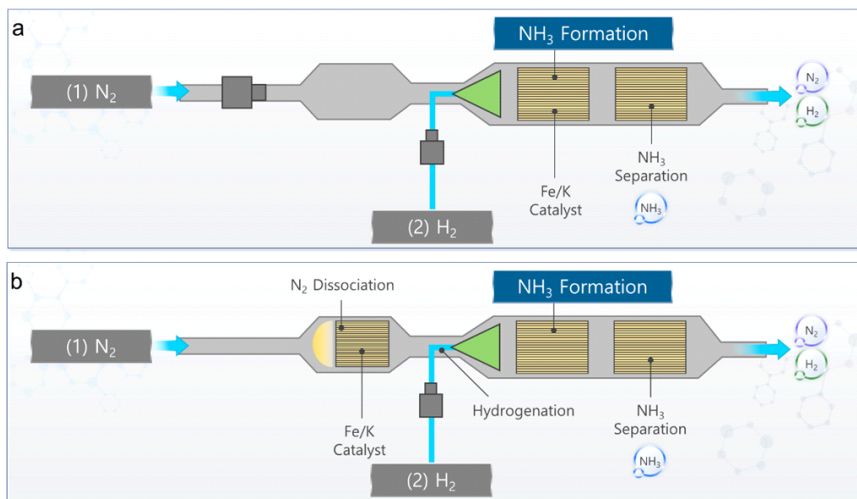 a
NH₃ Formation
(1) N₂
N₂
H₂
Fe/K
Catalyst
NH₃
Separation
NH₃
(2) H₂
b
N₂ Dissociation
NH₃ Formation
(1) N₂
N₂
H₂
Hydrogenation
Fe/K
Catalyst
NH₃
Separation
NH₃
(2) H₂